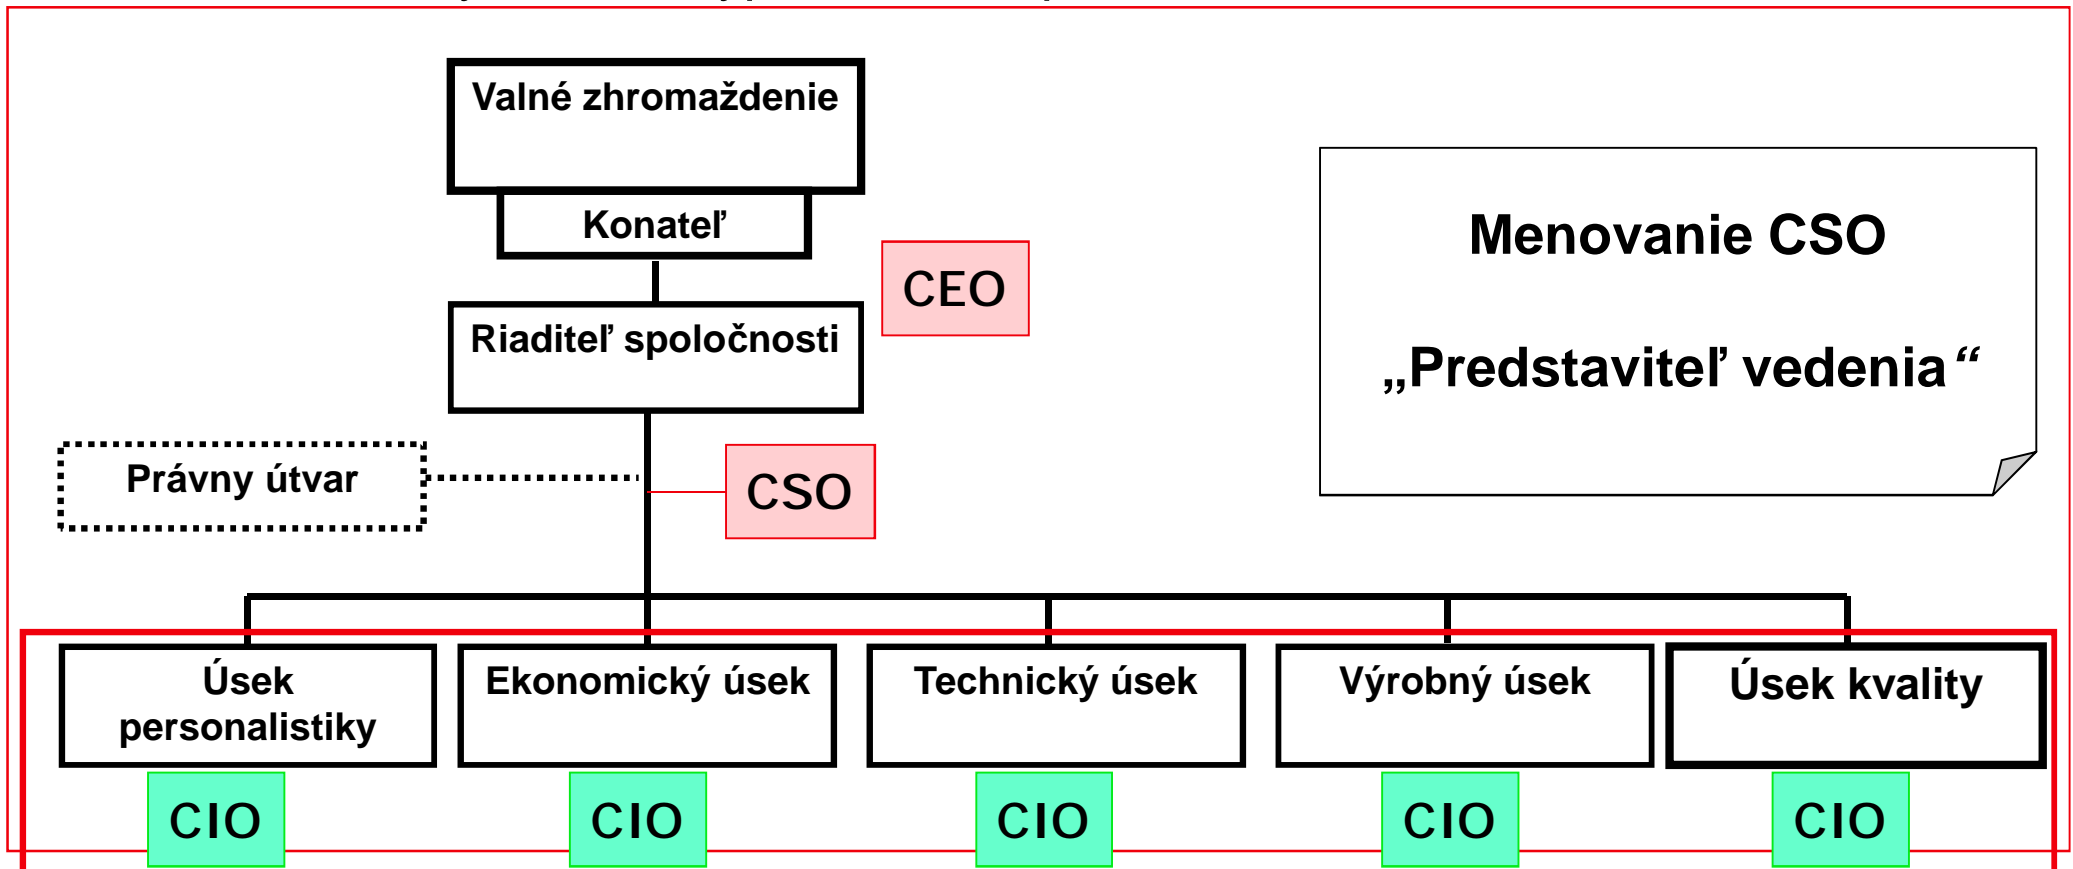 Valné zhromaždenie
Konateľ
CEO
Riaditeľ spoločnosti
Menovanie CSO
„Predstaviteľ vedenia“
Právny útvar
CSO
Úsek
personalistiky
Ekonomický úsek
Technický úsek
Výrobný úsek
Úsek kvality
CIO
CIO
CIO
CIO
CIO